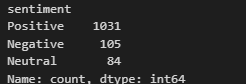 sentiment
Positive    1031
Negative     105
Neutral       84
Name: count, dtype: int64